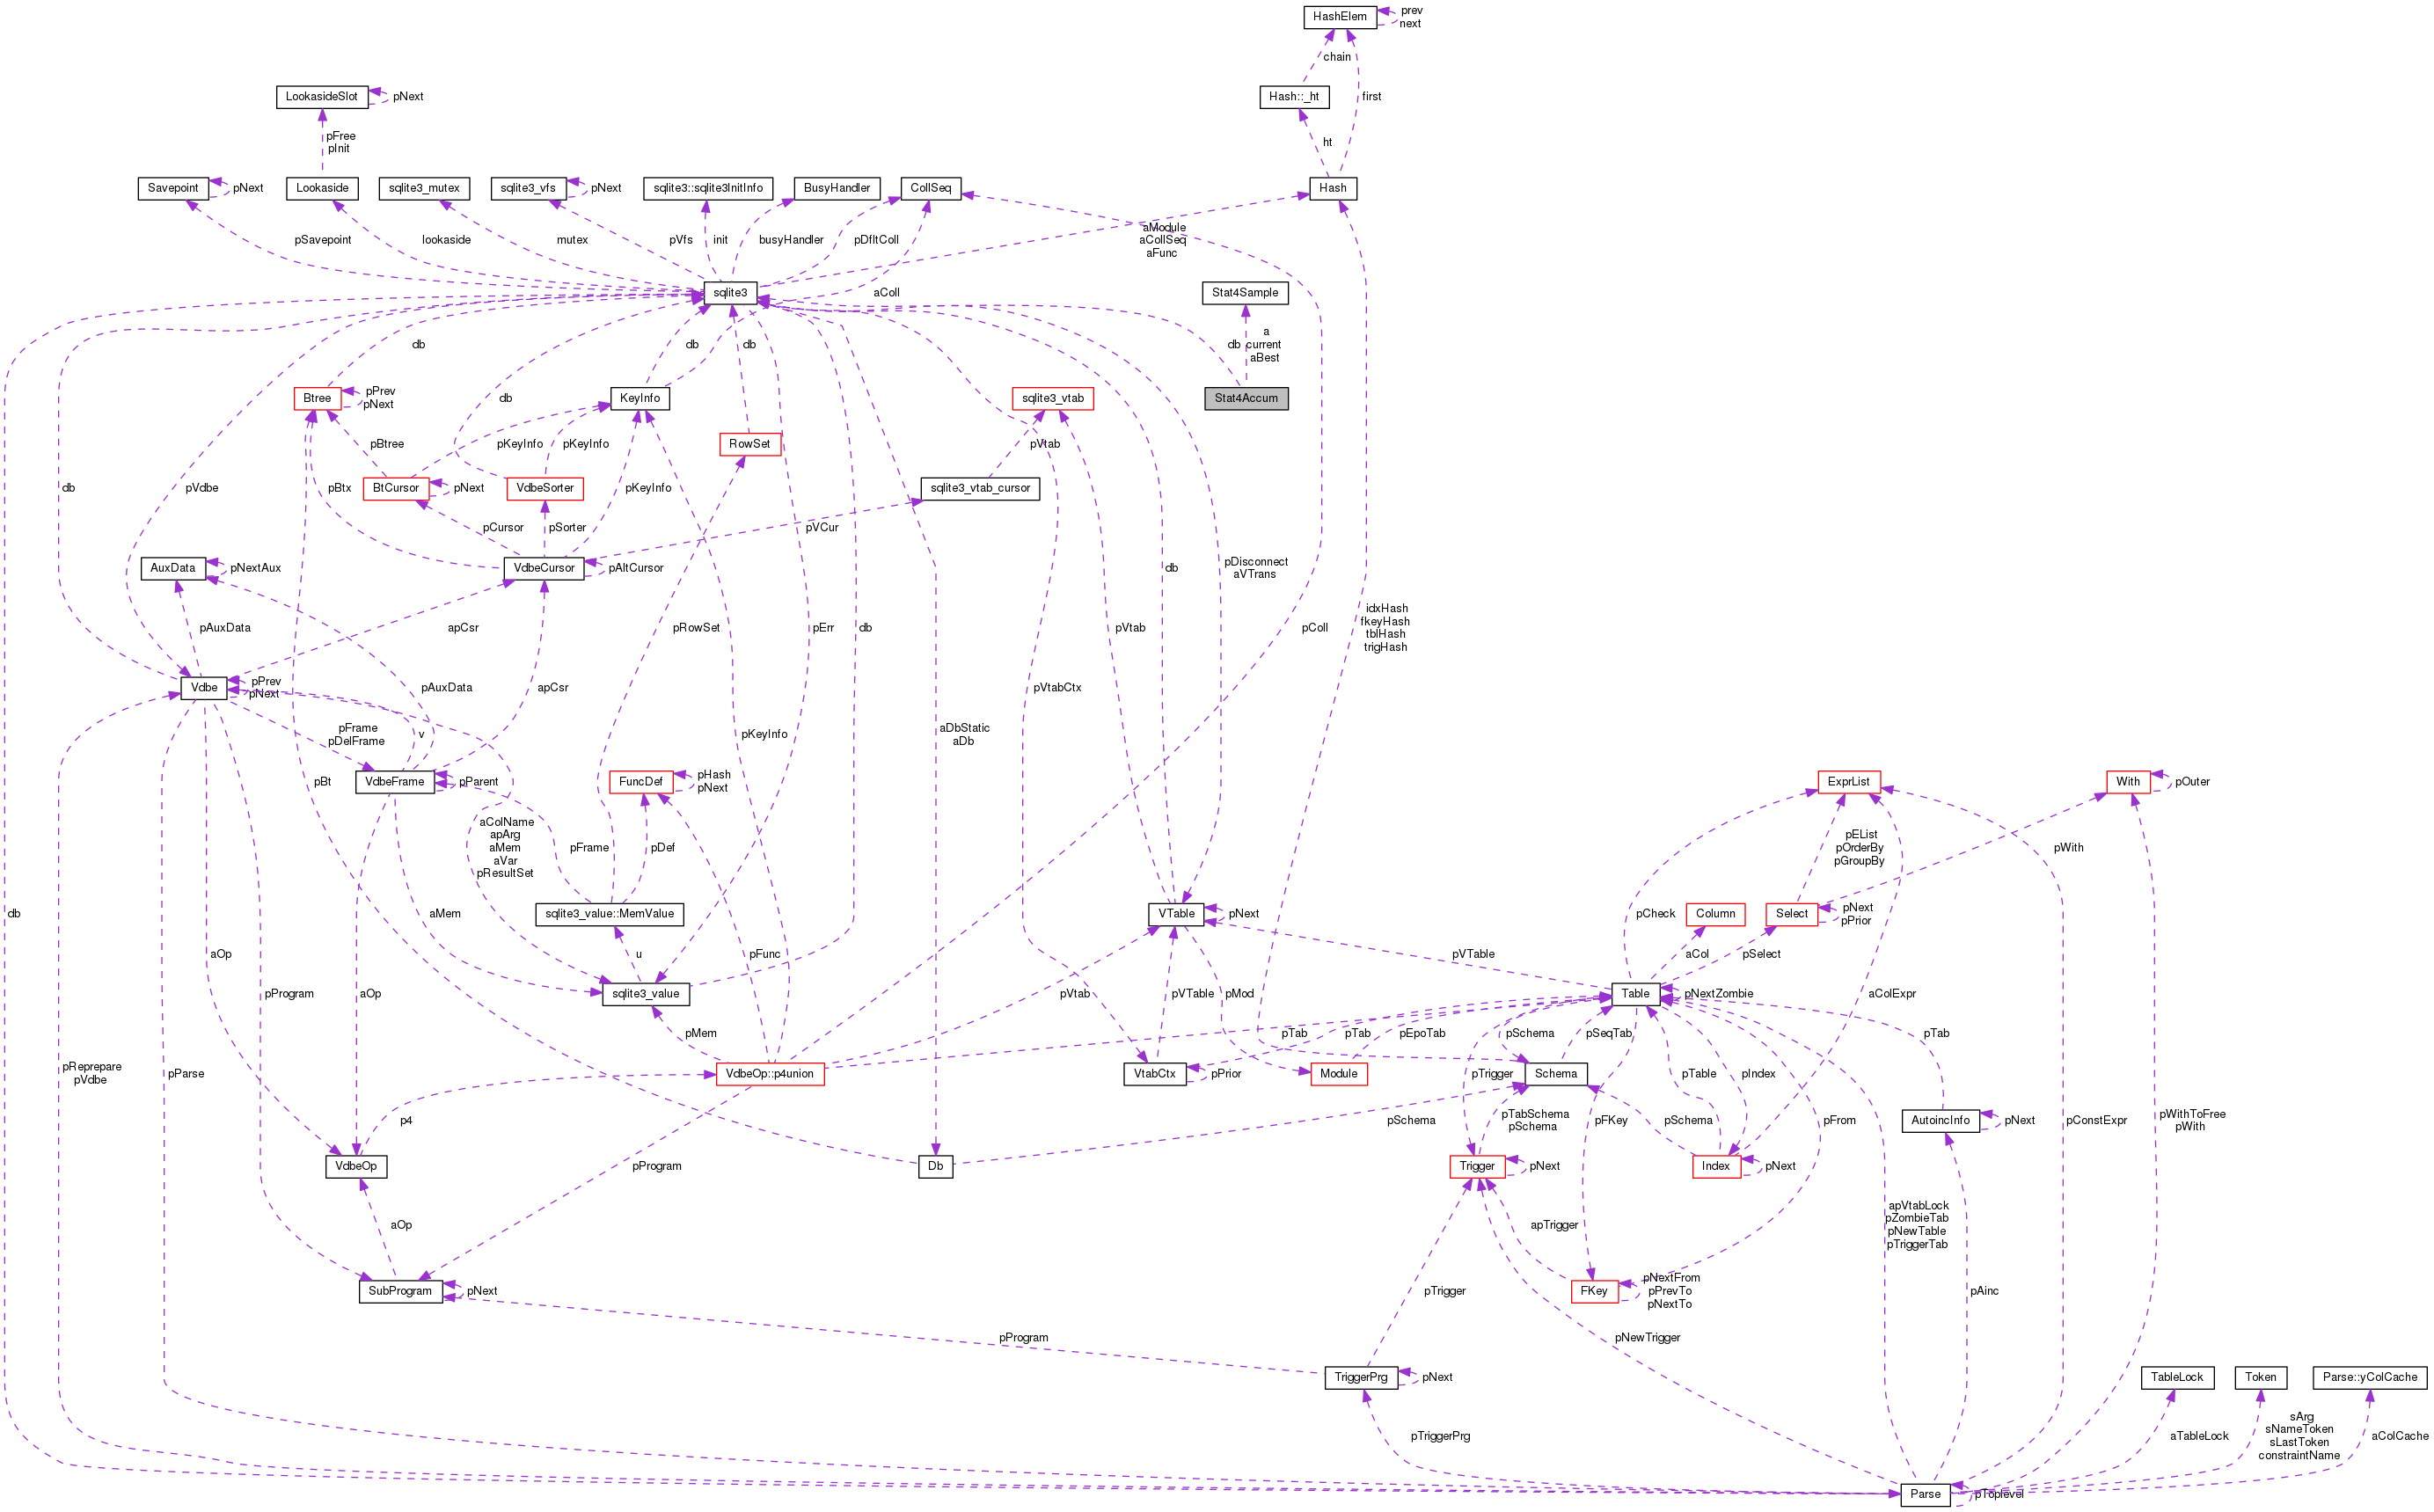 HashElem
prev
next
chain
LookasideSlot
pNext
Hash::_ht
first
pFree
pInit
ht
Savepoint
pNext
Lookaside
sqlite3_mutex
sqlite3_vfs
pNext
sqlite3::sqlite3InitInfo
BusyHandler
CollSeq
Hash
pSavepoint
lookaside
mutex
pVfs
init
busyHandler
pDfltColl
aModule
aCollSeq
aFunc
sqlite3
aColl
Stat4Sample
db
db
db
db
a
current
aBest
Btree
pPrev
pNext
db
KeyInfo
sqlite3_vtab
Stat4Accum
pBtree
pKeyInfo
pKeyInfo
RowSet
pVtab
db
pVdbe
pBtx
BtCursor
pNext
VdbeSorter
pKeyInfo
sqlite3_vtab_cursor
pCursor
pSorter
pVCur
AuxData
pNextAux
VdbeCursor
pAltCursor
db
pDisconnect
aVTrans
idxHash
fkeyHash
tblHash
trigHash
pAuxData
apCsr
pRowSet
pErr
db
pVtab
pColl
Vdbe
pPrev
pNext
pAuxData
apCsr
pVtabCtx
pFrame
pDelFrame
v
pKeyInfo
aDbStatic
aDb
VdbeFrame
pParent
pBt
FuncDef
pHash
pNext
ExprList
With
pOuter
aColName
apArg
aMem
aVar
pResultSet
pFrame
pDef
pEList
pOrderBy
pGroupBy
pWith
aMem
sqlite3_value::MemValue
VTable
pNext
pCheck
Column
Select
pNext
pPrior
db
aOp
u
pFunc
pVTable
aCol
pSelect
pProgram
aOp
sqlite3_value
pVtab
pVTable
pMod
Table
pNextZombie
aColExpr
pMem
pTab
pTab
pEpoTab
pSchema
pSeqTab
pTab
pReprepare
pVdbe
pParse
VdbeOp::p4union
VtabCtx
pPrior
Module
pTrigger
Schema
pTable
pIndex
p4
pSchema
pTabSchema
pSchema
pFKey
pSchema
pFrom
AutoincInfo
pNext
pConstExpr
pWithToFree
pWith
VdbeOp
pProgram
Db
Trigger
pNext
Index
pNext
aOp
apTrigger
apVtabLock
pZombieTab
pNewTable
pTriggerTab
SubProgram
pNext
pTrigger
FKey
pNextFrom
pPrevTo
pNextTo
pAinc
pProgram
pNewTrigger
TriggerPrg
pNext
TableLock
Token
Parse::yColCache
pTriggerPrg
aTableLock
sArg
sNameToken
sLastToken
constraintName
aColCache
Parse
pToplevel